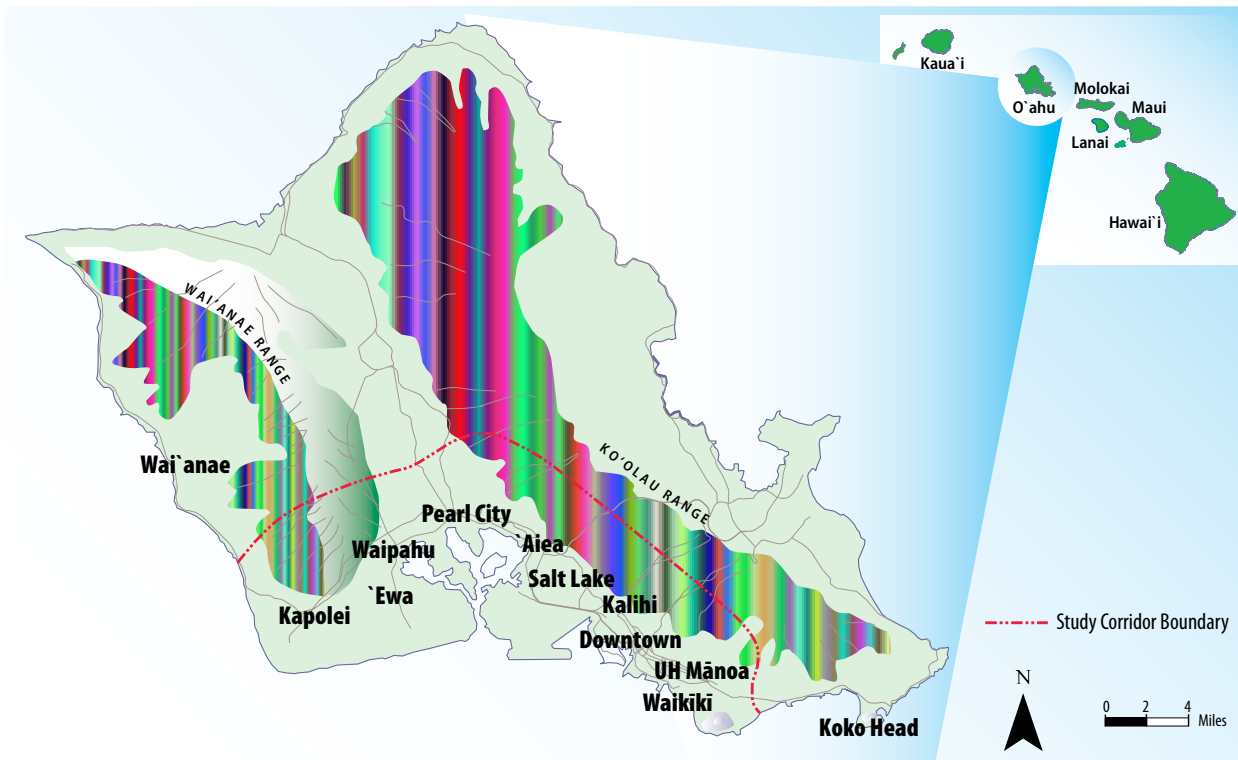 Kaua`i
O`ahu
Molokai
Maui
Lanai
Hawai`i
WAI‘ANAE RANGE
KO‘OLAU RANGE
Wai`anae
Pearl City
Waipahu
`Aiea
`Ewa
Salt Lake
Kapolei
Kalihi
Downtown
UH Mānoa
Waikīkī
Koko Head
Study Corridor Boundary
N
0 2 4 Miles